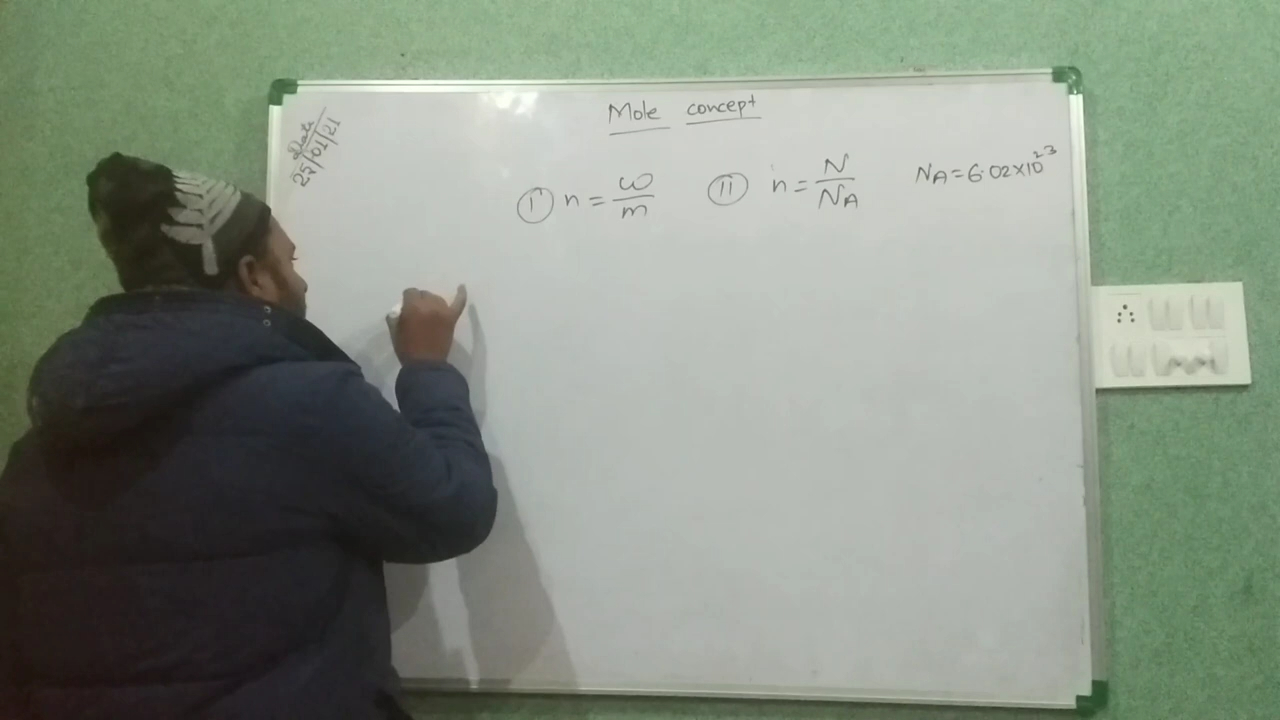 Mole concept
Date
25/01/21
I n = w/m II n = N/NA NA=6.02×10²³